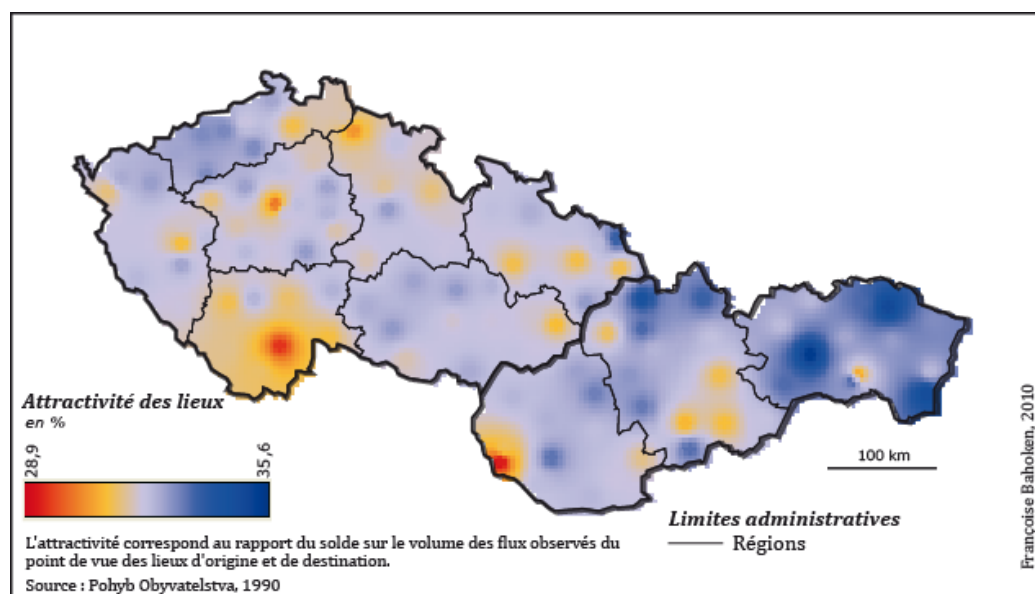 Attractivité des lieux
en %
28,9
35,6
100 km
Limites administratives
Régions
L'attractivité correspond au rapport du solde sur le volume des flux observés du
point de vue des lieux d'origine et de destination.
Source : Pohyb Obyvatelstva, 1990
Françoise Bahoken, 2010